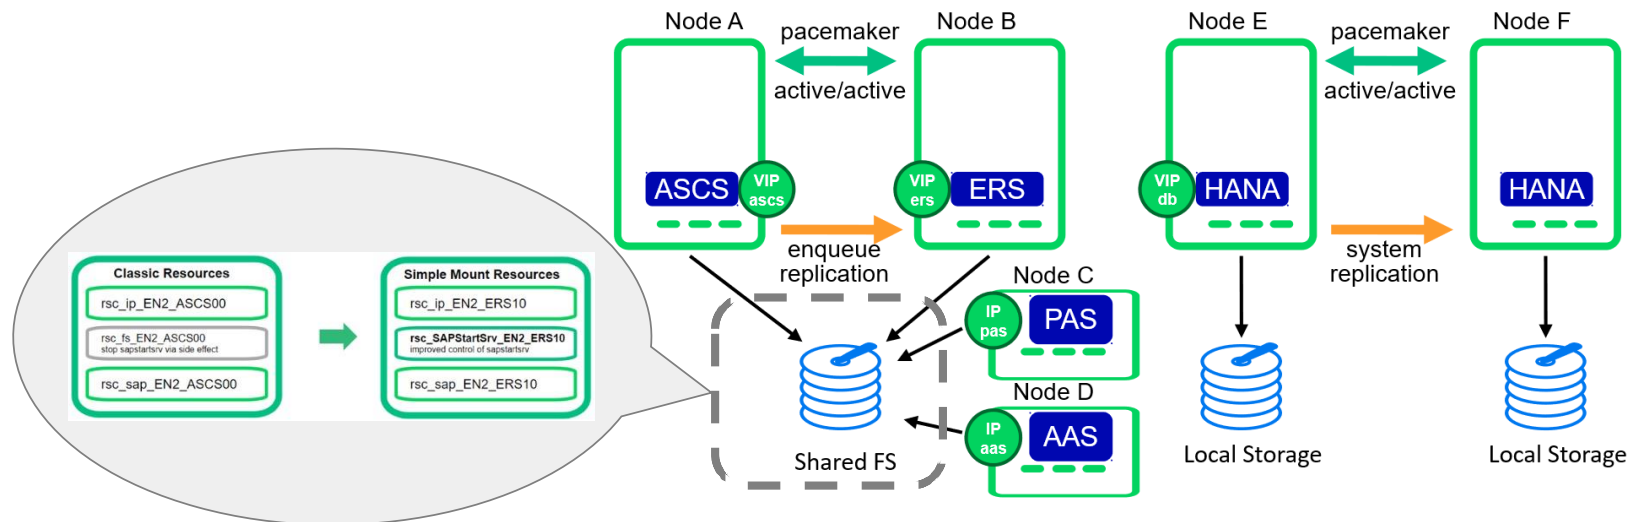 Node A
Node B
Node E
Node F
pacemaker
active/active
pacemaker
active/active
ASCS
VIP
ascs
VIP
ers
ERS
VIP
db
HANA
HANA
enqueue
replication
system
replication
Classic Resources
rsc_ip_EN2_ASCS00
rsc_fs_EN2_ASCS00
stop sapstartsrv via side effect
rsc_sap_EN2_ASCS00
Simple Mount Resources
rsc_ip_EN2_ERS10
rsc_SAPStartSrv_EN2_ERS10
improved control of sapstartsrv
rsc_sap_EN2_ERS10
Node C
IP
pas
PAS
Node D
IP
aas
AAS
Shared FS
Local Storage
Local Storage